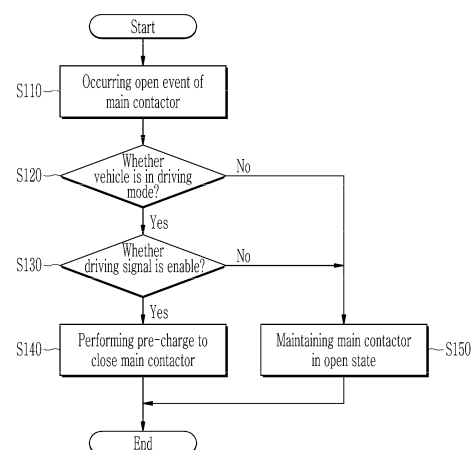 Start
S110
Occurring open event of
main contactor
S120
Whether
vehicle is in driving
mode?
No
Yes
S130
Whether
driving signal is enable?
No
Yes
S140
Performing pre-charge to
close main contactor
Maintaining main contactor
in open state
S150
End